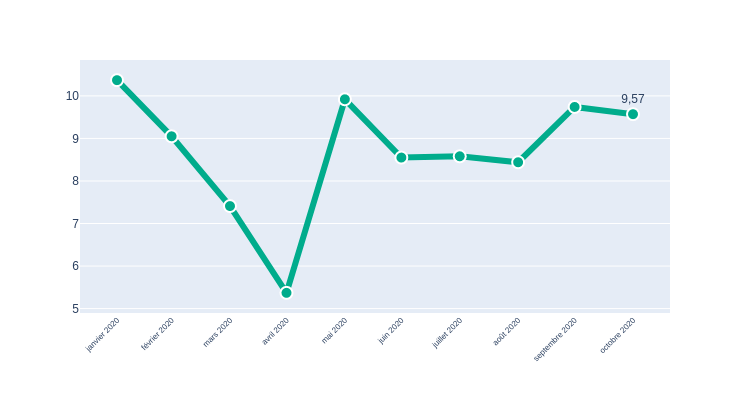 10
9
8
7
6
5
9,57
janvier 2020
février 2020
mars 2020
avril 2020
mai 2020
juin 2020
juillet 2020
août 2020
septembre 2020
octobre 2020